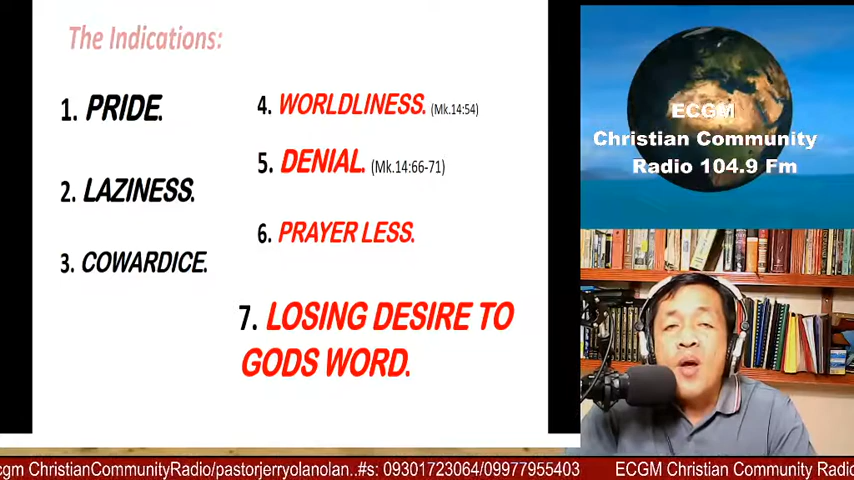 The Indications:
1. PRIDE.
2. LAZINESS.
3. COWARDICE.
4. WORLDLINESS. (Mk.14:54)
5. DENIAL. (Mk.14:66-71)
6. PRAYER LESS.
7. LOSING DESIRE TO
GODS WORD.
ECGM
Christian Community
Radio 104.9 Fm
cgm ChristianCommunityRadio/pastorjerryolanolan..#s: 09301723064/09977955403 ECGM Christian Community Radio